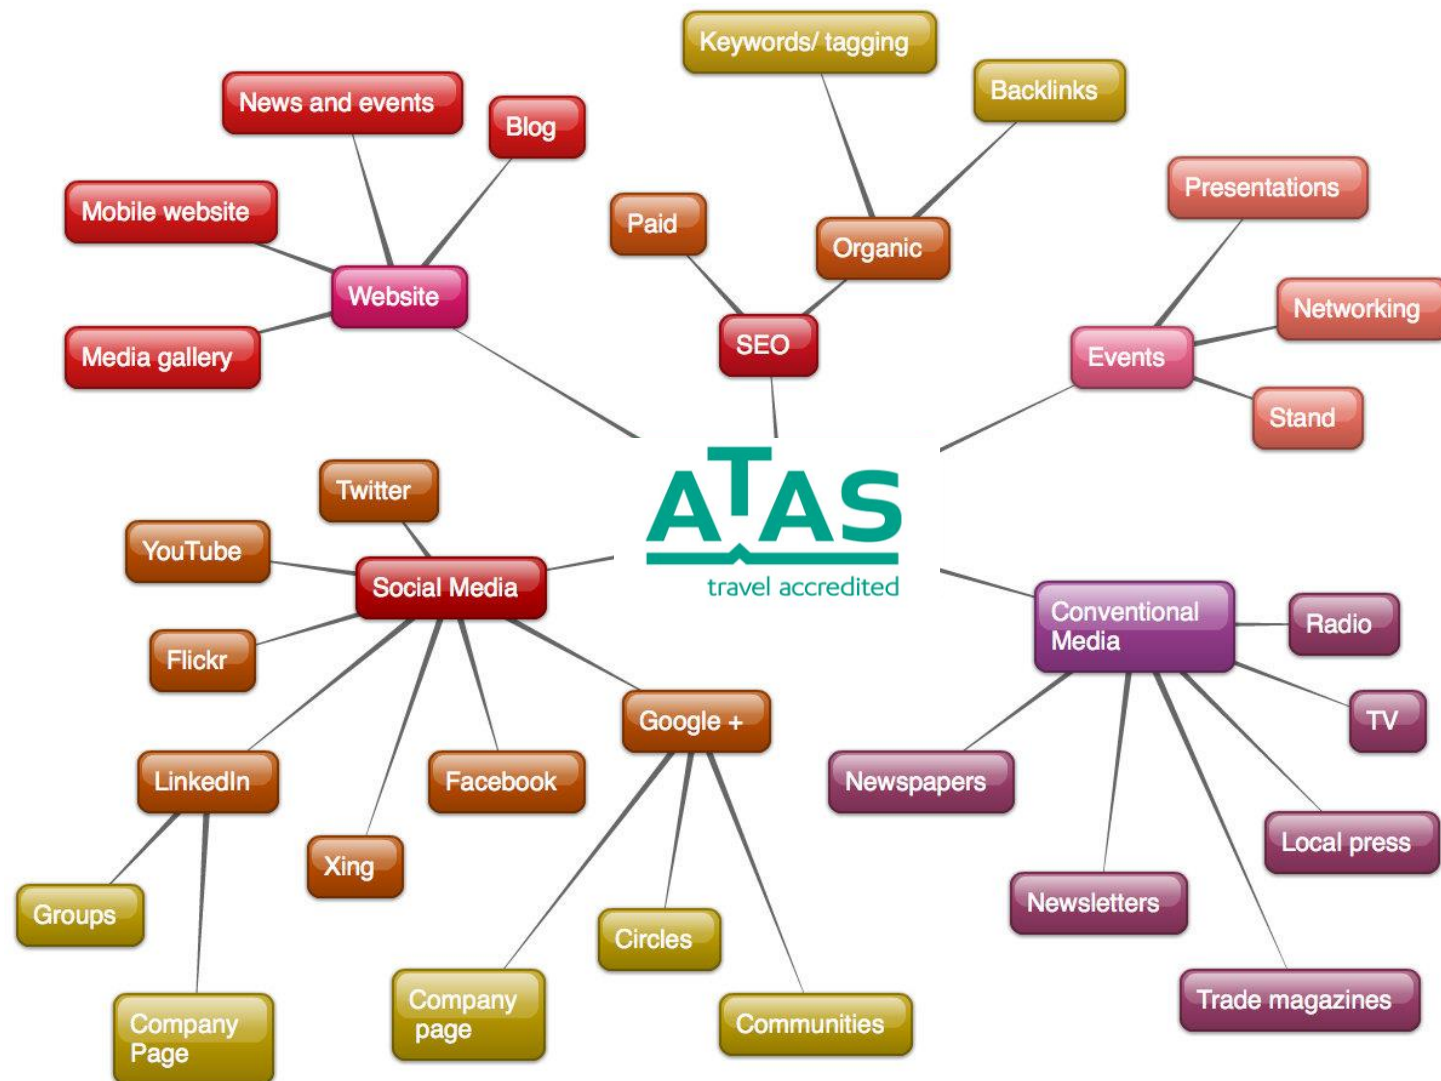 Keywords/ tagging
Backlinks
News and events
Blog
Presentations
Mobile website
Paid
Organic
Website
Networking
SEO
Media gallery
Events
Stand
ATAS
travel accredited
Twitter
YouTube
Social Media
Flickr
Conventional
Media
Radio
Google +
TV
LinkedIn
Facebook
Newspapers
Xing
Local press
Groups
Newsletters
Circles
Company
Page
Company
page
Communities
Trade magazines